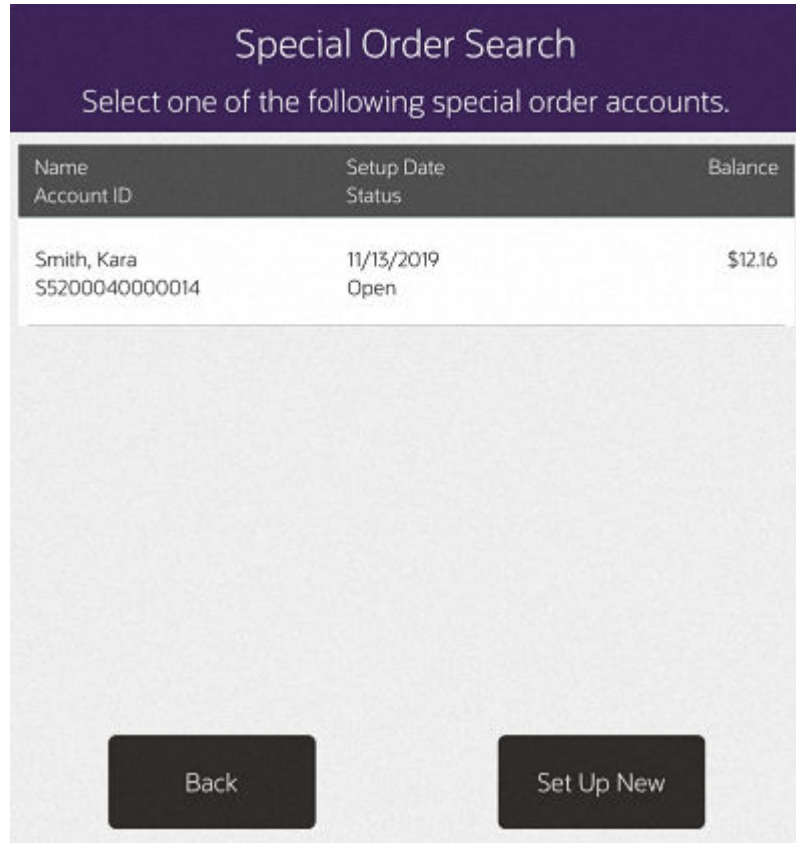 Special Order Search
Select one of the following special order accounts.
Name Setup Date Balance
Account ID Status
Smith, Kara 11/13/2019 $12.16
S5200040000014 Open
Back Set Up New